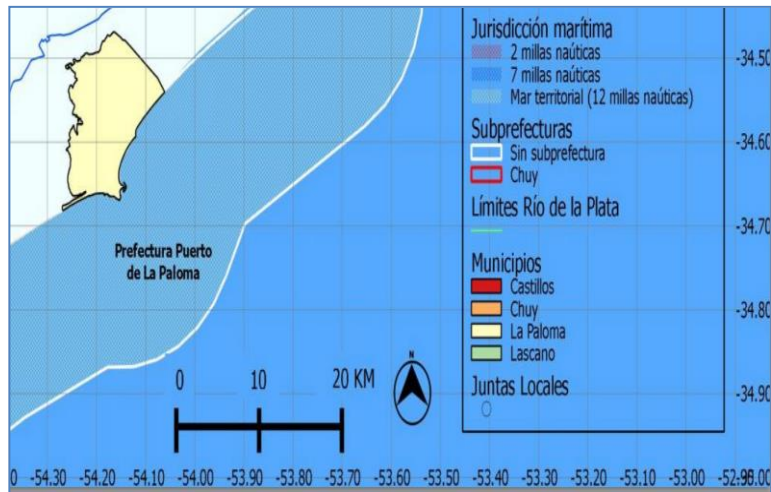 Jurisdicción marítima
2 millas naúticas
7 millas naúticas
Mar territorial (12 millas naúticas)
Subprefecturas
Sin subprefectura
Chuy
Límites Río de la Plata
Municipios
Castillos
Chuy
La Paloma
Lascano
Juntas Locales
Prefectura Puerto
de La Paloma
0 10 20 KM
N
-34.50
-34.60
-34.70
-34.80
-34.90
0 -54.30 -54.20 -54.10 -54.00 -53.90 -53.80 -53.70 -53.60 -53.50 -53.40 -53.30 -53.20 -53.10 -53.00